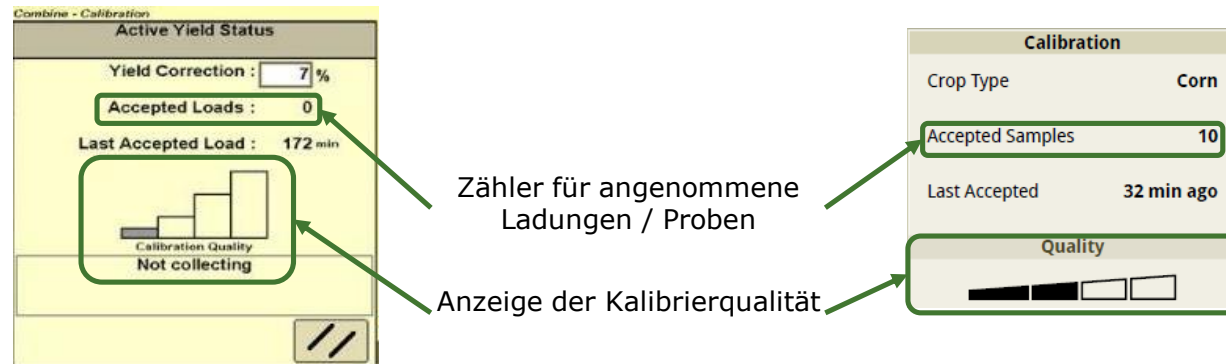 Combine - Calibration
Active Yield Status
Yield Correction : 7 %
Accepted Loads : 0
Last Accepted Load : 172 min
Calibration Quality
Not collecting
Zähler für angenommene
Ladungen / Proben
Anzeige der Kalibrierqualität
Calibration
Crop Type Corn
Accepted Samples 10
Last Accepted 32 min ago
Quality